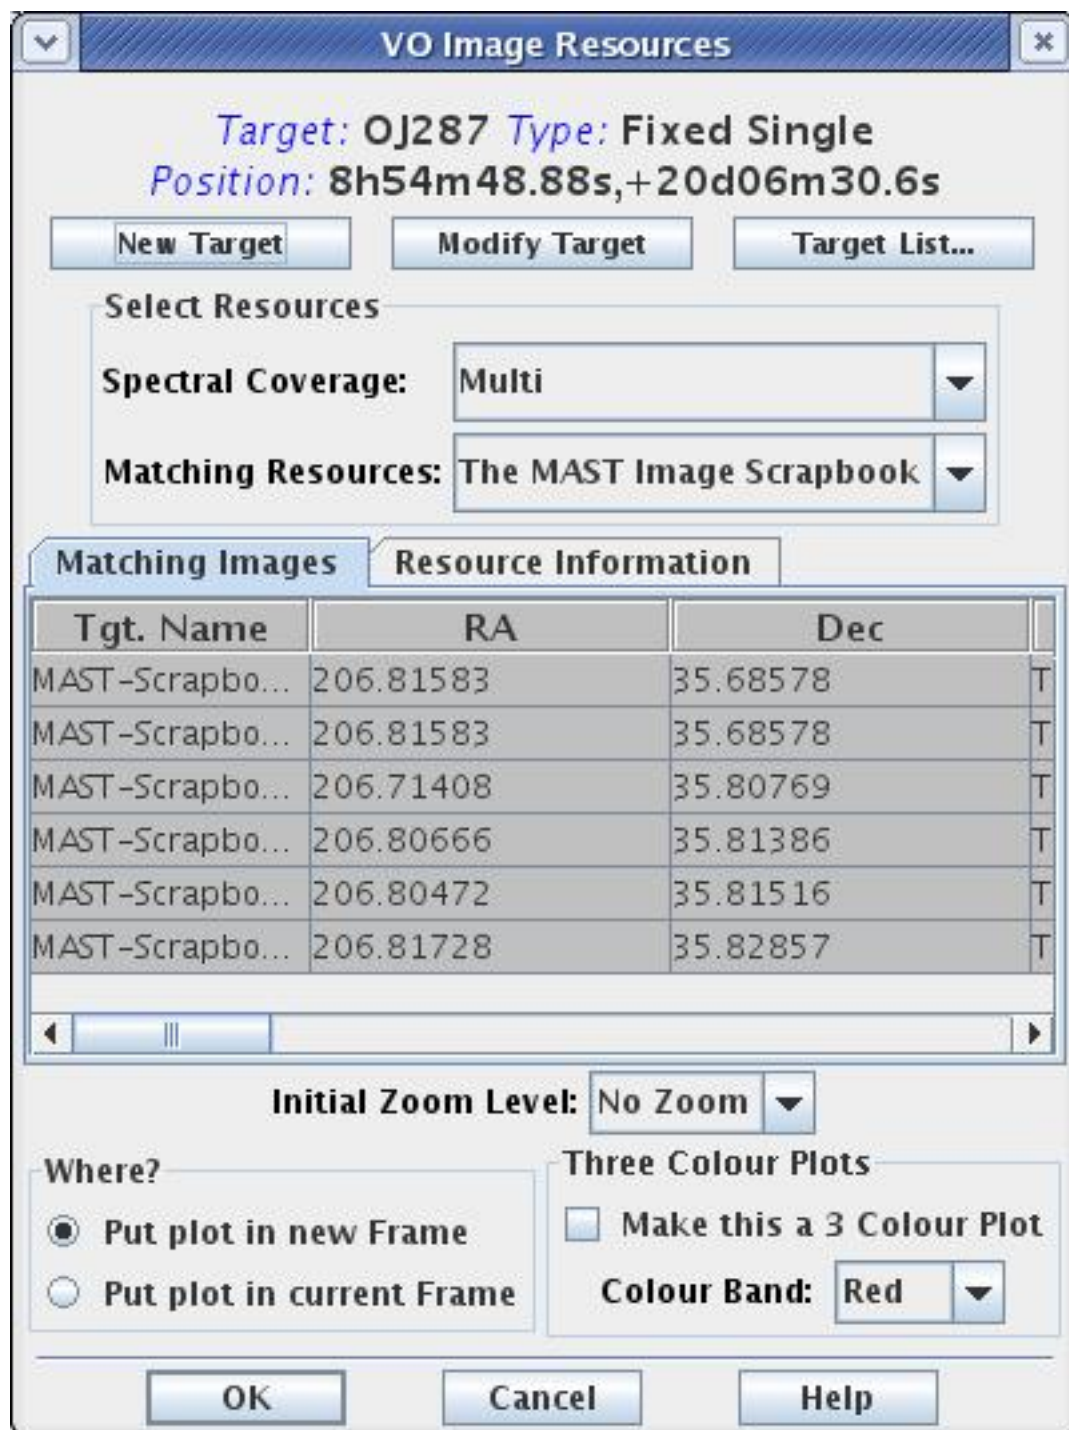 VO Image Resources
Target: OJ287 Type: Fixed Single
Position: 8h54m48.88s,+20d06m30.6s
New Target Modify Target Target List...
Select Resources
Spectral Coverage: Multi
Matching Resources: The MAST Image Scrapbook
Matching Images Resource Information
Tgt. Name RA Dec
MAST-Scrapbo... 206.81583 35.68578 T
MAST-Scrapbo... 206.81583 35.68578 T
MAST-Scrapbo... 206.71408 35.80769 T
MAST-Scrapbo... 206.80666 35.81386 T
MAST-Scrapbo... 206.80472 35.81516 T
MAST-Scrapbo... 206.81728 35.82857 T
Initial Zoom Level: No Zoom
Where?
Put plot in new Frame
Put plot in current Frame
Three Colour Plots
Make this a 3 Colour Plot
Colour Band: Red
OK Cancel Help